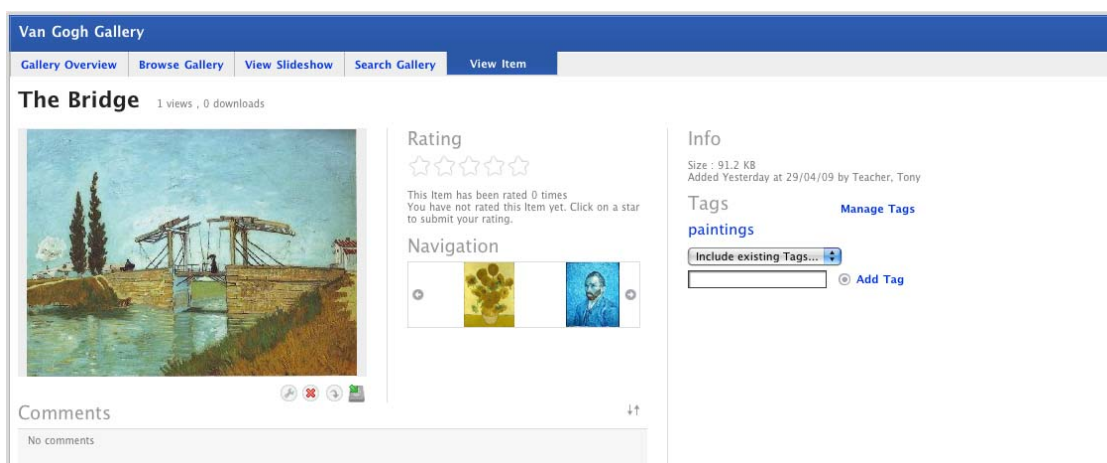 Van Gogh Gallery
Gallery Overview Browse Gallery View Slideshow Search Gallery View Item
The Bridge 1 views , 0 downloads
Rating
This Item has been rated 0 times
You have not rated this Item yet. Click on a star
to submit your rating.
Navigation
Info
Size : 91.2 KB
Added Yesterday at 29/04/09 by Teacher, Tony
Tags Manage Tags
paintings
Include existing Tags...
Add Tag
Comments
No comments